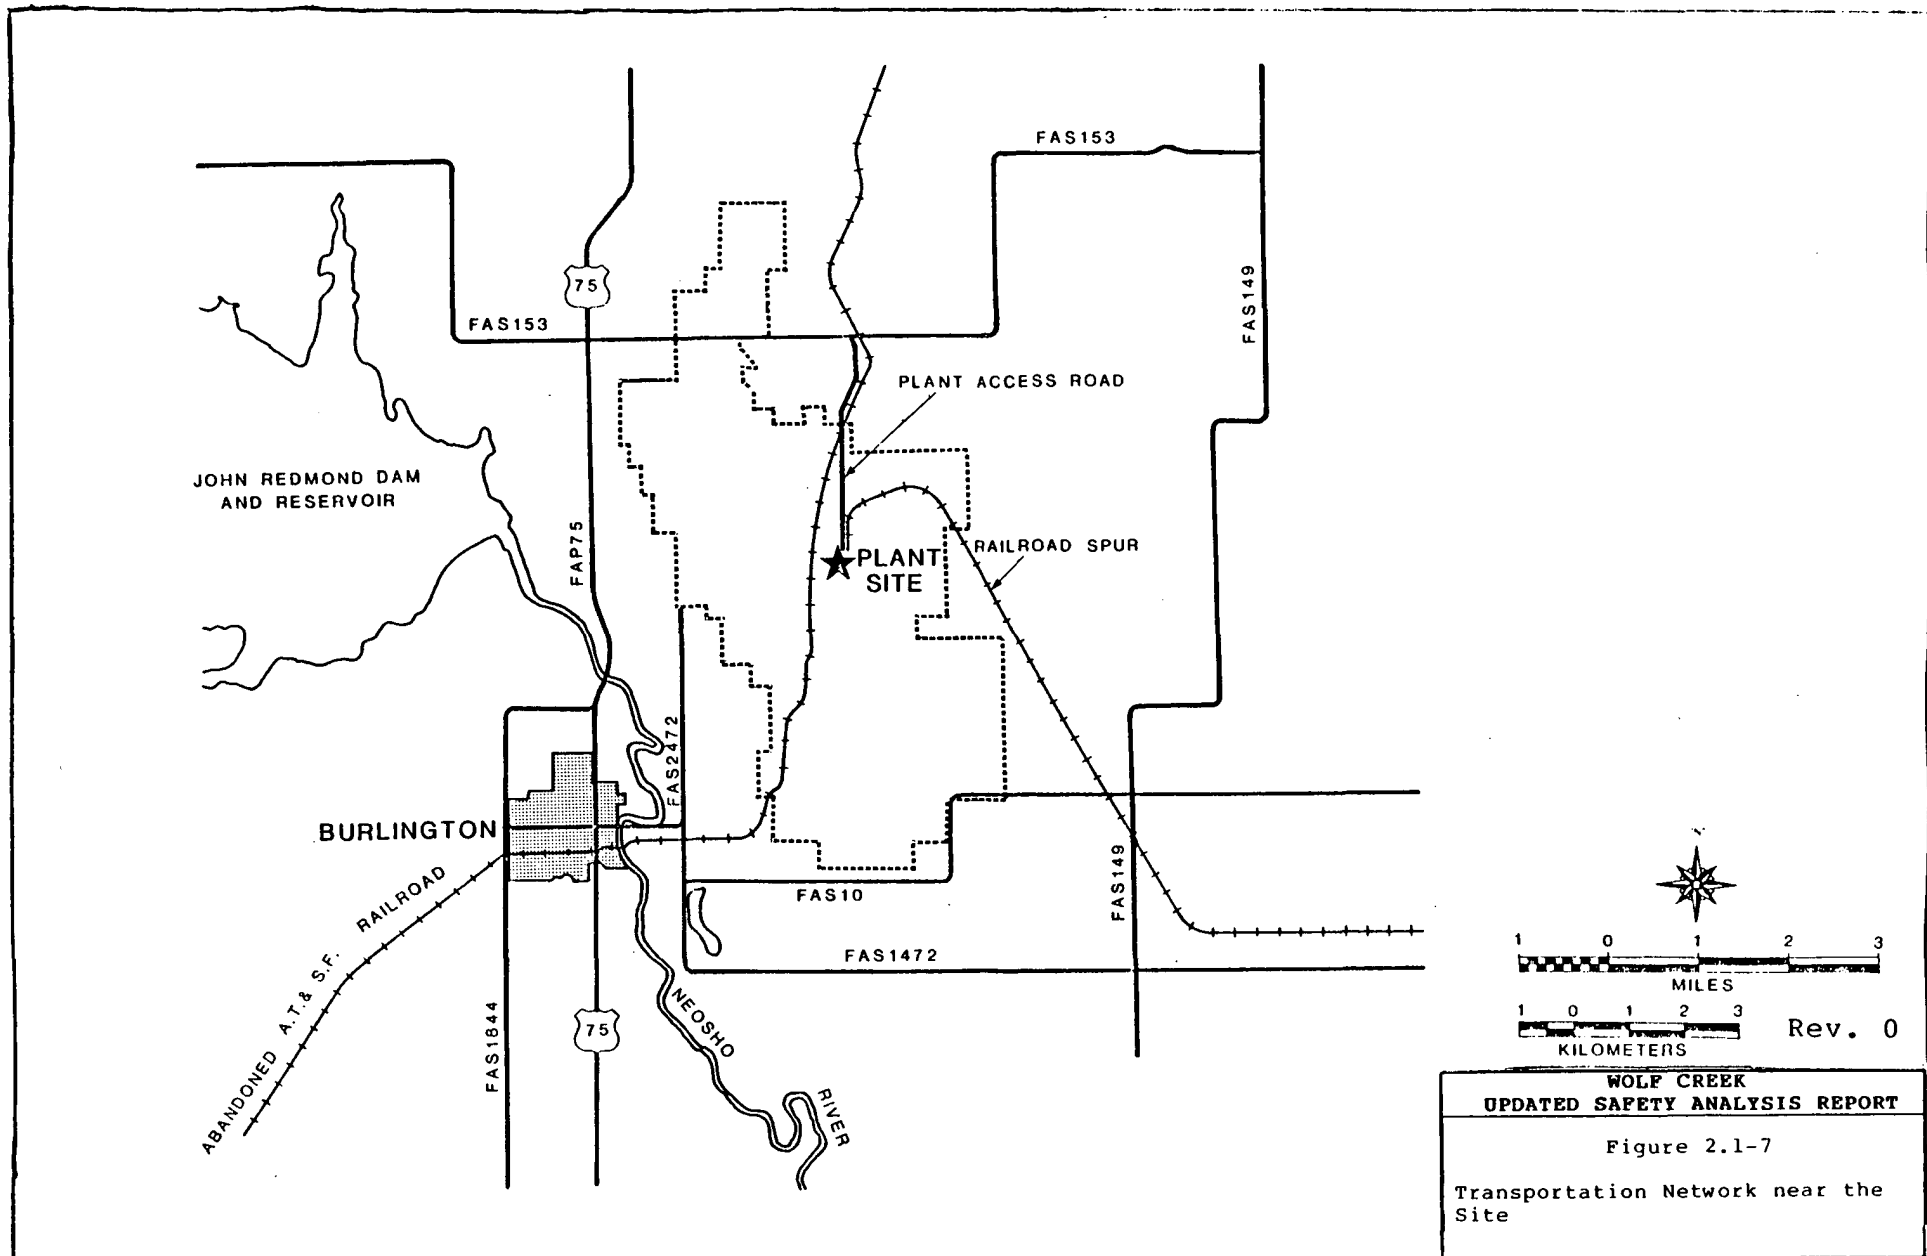 FAS153
FAS149
75
FAS153
PLANT ACCESS ROAD
JOHN REDMOND DAM
AND RESERVOIR
FAP75
RAILROAD SPUR
PLANT
SITE
FAS2472
BURLINGTON
FAS10
FAS149
ABANDONED A.T.& S.F. RAILROAD
FAS1472
FAS1844
75
NEOSHO
RIVER
1 0 1 2 3
MILES
1 0 1 2 3
KILOMETERS
Rev. 0
WOLF CREEK
UPDATED SAFETY ANALYSIS REPORT
Figure 2.1-7
Transportation Network near the
Site